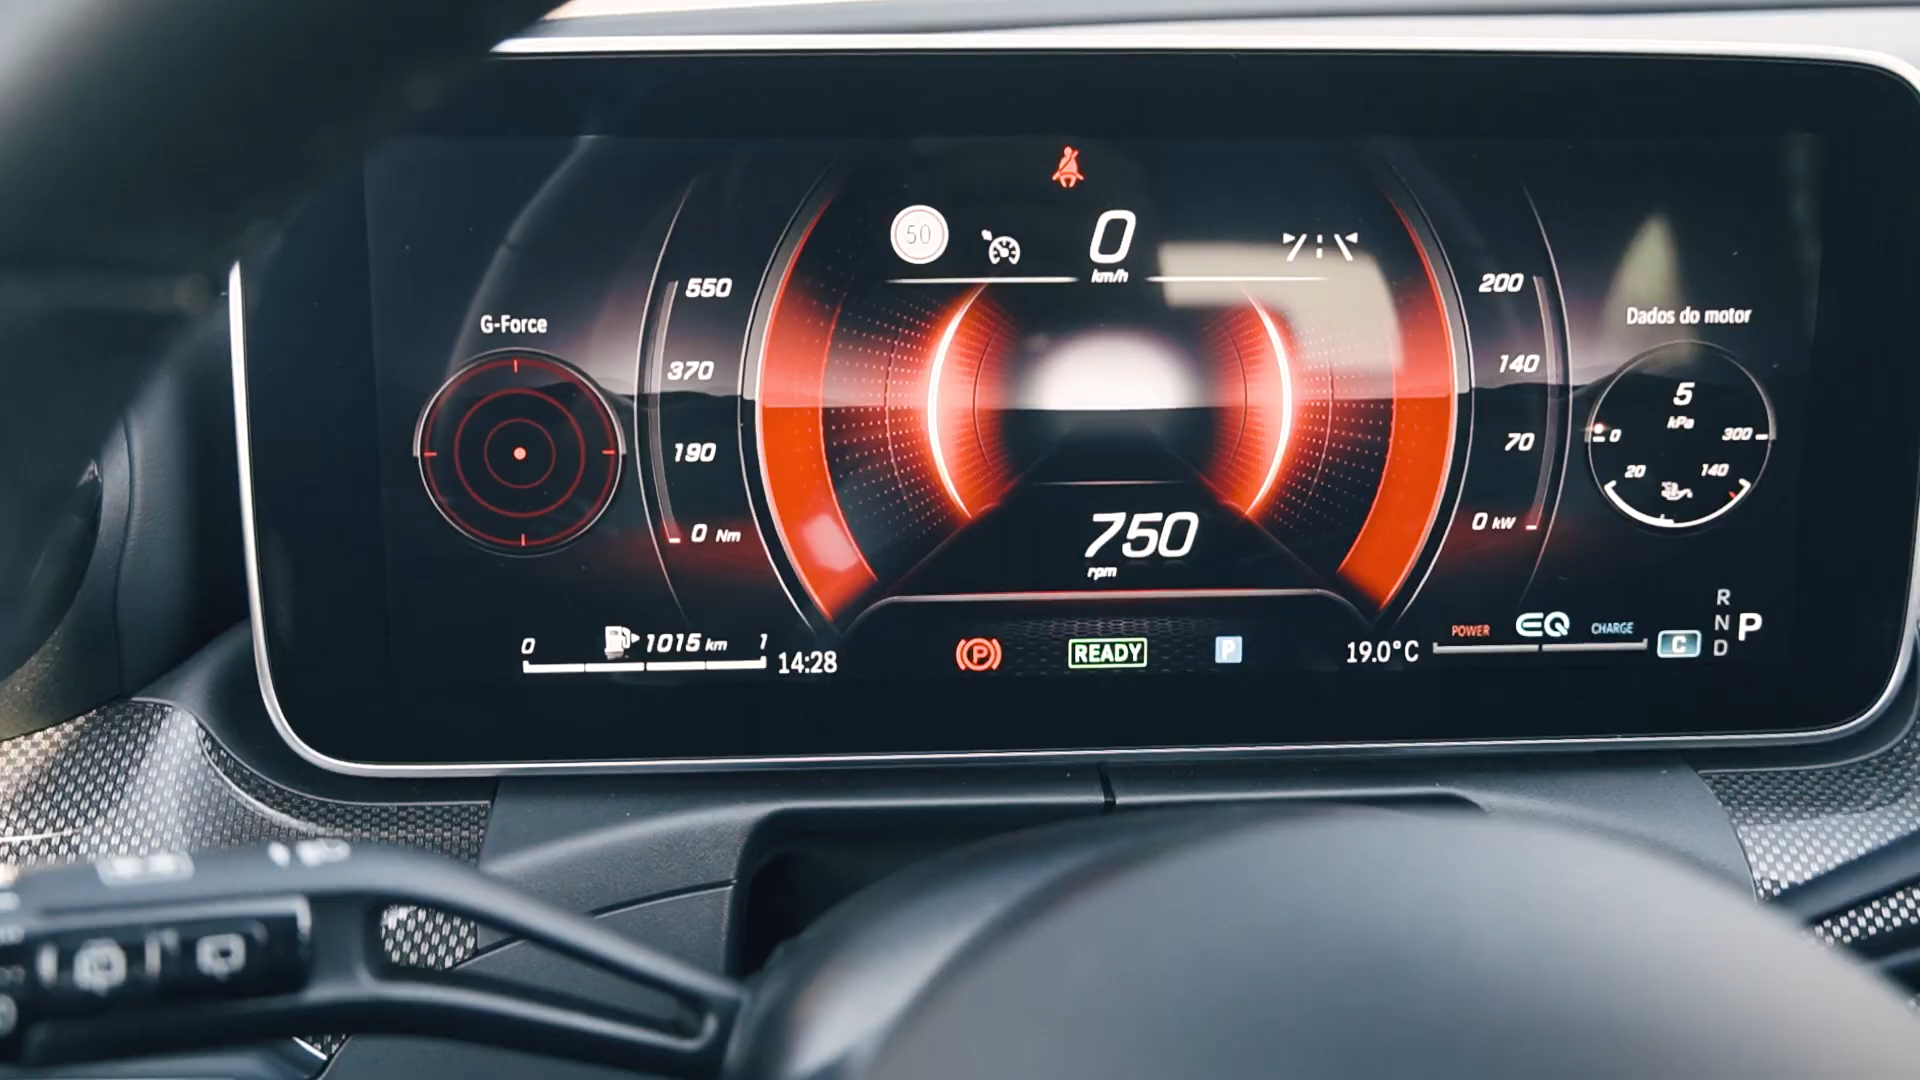 50
0
km/h
G-Force
550
370
190
0 Nm
200
140
70
0 kW
Dados do motor
5
kPa
0 300
20 140
750
rpm
0 1015 km 1
14:28
P
READY
P
19.0°C
POWER EQ CHARGE
C
R
N P
D